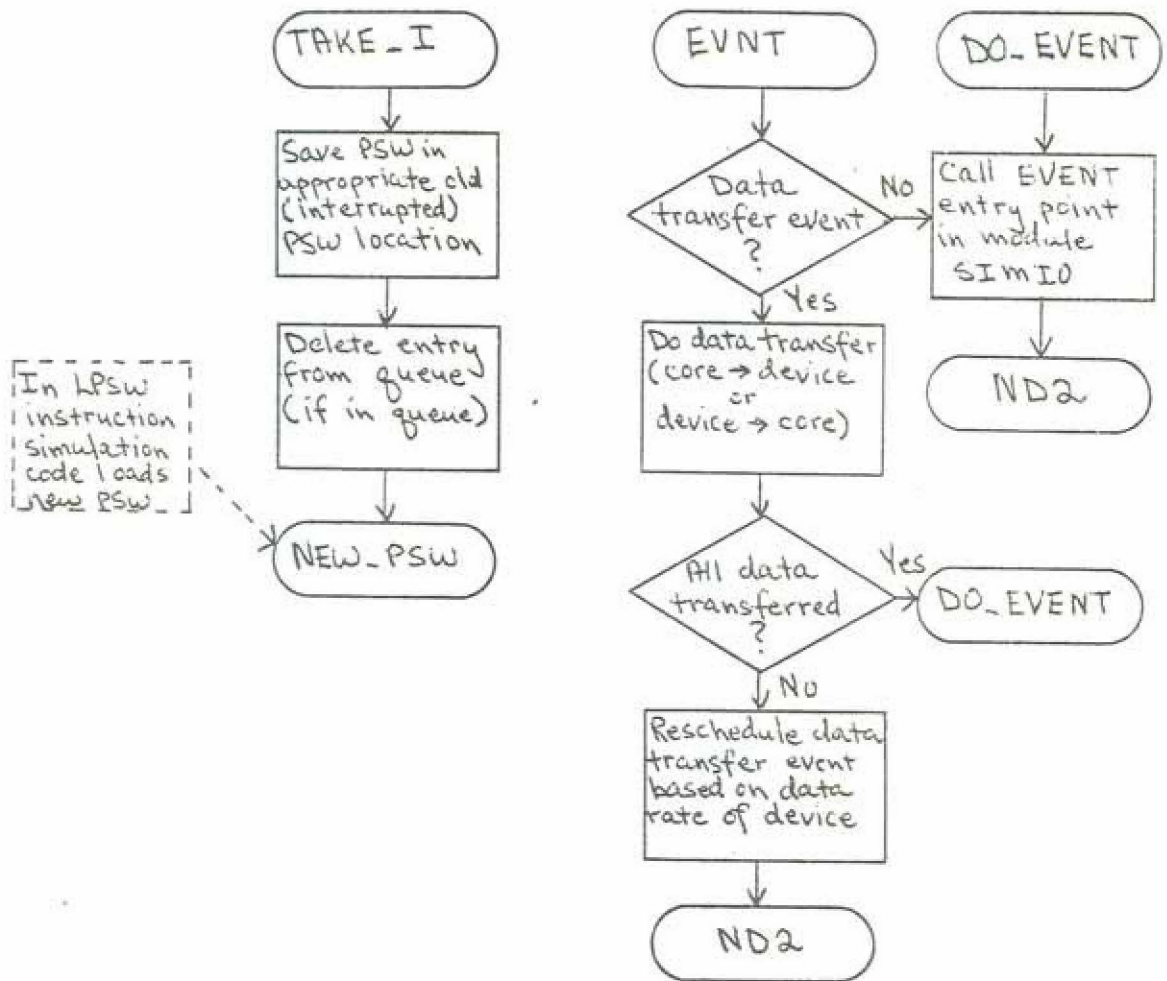 TAKE_I
Save PSW in
appropriate old
(interrupted)
PSW location
Delete entry
from queue
(if in queue)
In LPSW
instruction
simulation
code loads
new PSW
NEW_PSW
EVNT
Data
transfer event
?
No
Yes
Do data transfer
(core → device
or
device → core)
All data
transferred
?
Yes
DO_EVENT
No
Reschedule data
transfer event
based on data
rate of device
ND2
DO_EVENT
Call EVENT
entry point
in module
SIMIO
ND2